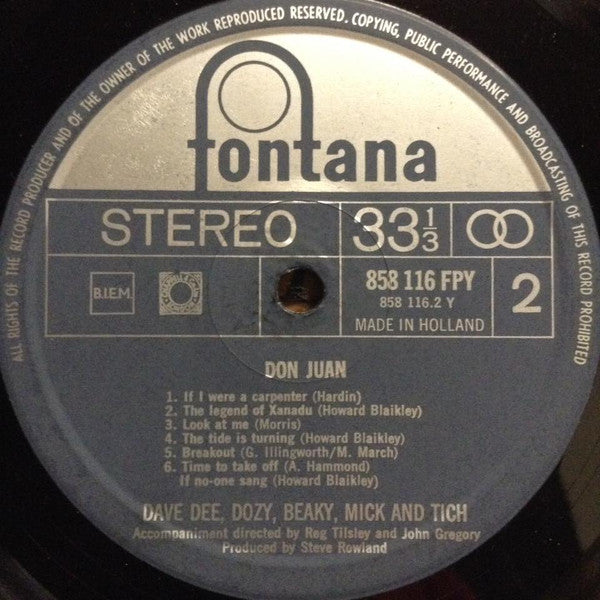 ALL RIGHTS OF THE RECORD PRODUCER AND OF THE OWNER OF THE WORK REPRODUCED RESERVED. COPYING, PUBLIC PERFORMANCE AND BROADCASTING OF THIS RECORD PROHIBITED
fontana
STEREO 33 1/3
B.I.E.M. 858 116 FPY 2
858 116.2 Y
MADE IN HOLLAND
DON JUAN
1. If I were a carpenter (Hardin)
2. The legend of Xanadu (Howard Blaikley)
3. Look at me (Morris)
4. The tide is turning (Howard Blaikley)
5. Breakout (G. Illingworth/M. March)
6. Time to take off (A. Hammond)
If no-one sang (Howard Blaikley)
DAVE DEE, DOZY, BEAKY, MICK AND TICH
Accompaniment directed by Reg Tilsley and John Gregory
Produced by Steve Rowland